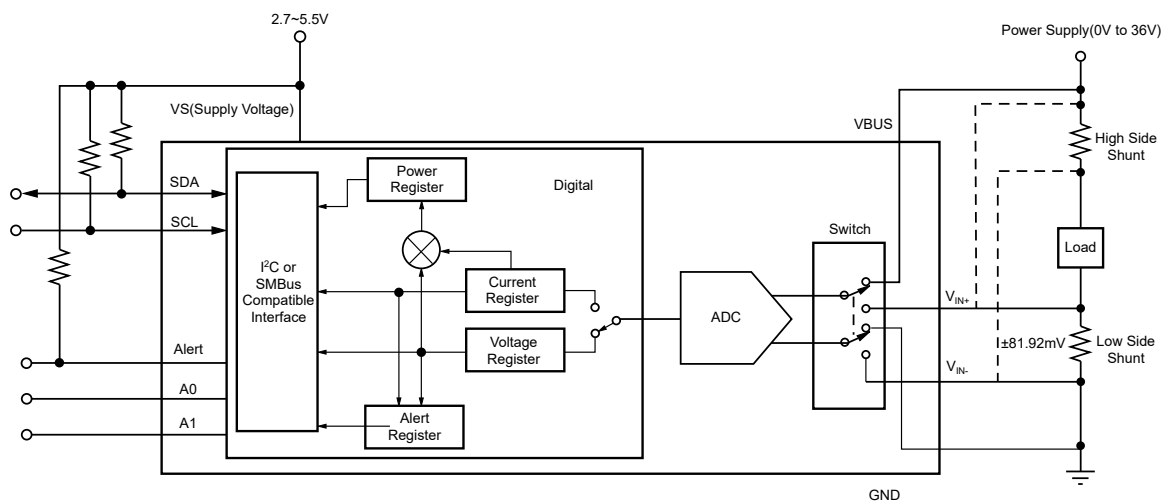 2.7~5.5V
Power Supply(0V to 36V)
VS(Supply Voltage)
VBUS
High Side
Shunt
Power
Register
Digital
SDA
SCL
Switch
Load
I²C or
SMBus
Compatible
Interface
Current
Register
ADC
VIN+
Voltage
Register
±81.92mV
Low Side
Shunt
Alert
VIN-
A0
A1
Alert
Register
GND